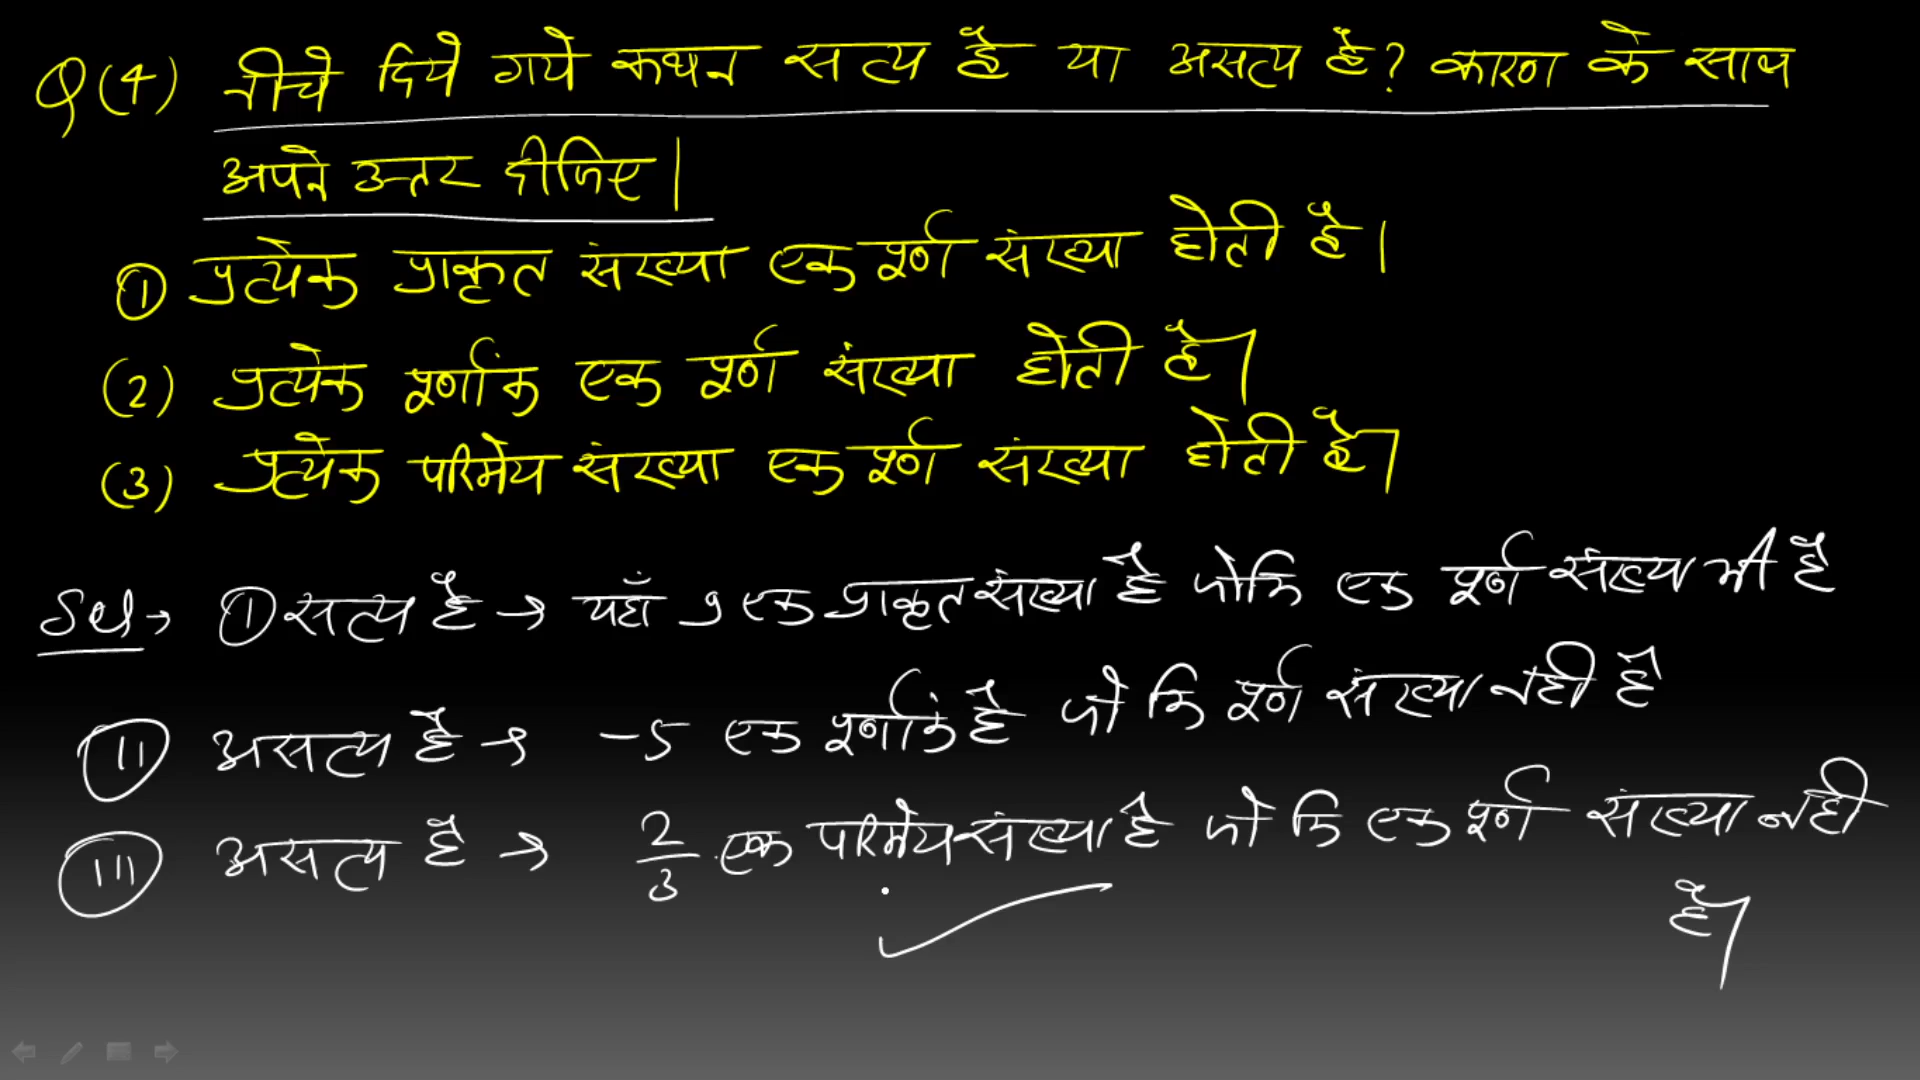 Q(4) नीचे दिये गये कथन सत्य है या असत्य है? कारण के साथ
अपने उत्तर दीजिए।
① प्रत्येक प्राकृत संख्या एक पूर्ण संख्या होती है।
(2) प्रत्येक पूर्णांक एक पूर्ण संख्या होती है।
(3) प्रत्येक परिमेय संख्या एक पूर्ण संख्या होती है।
Sol → ① सत्य है → यहाँ 9 एक प्राकृत संख्या है जोकि एक पूर्ण संख्या भी है
(II) असत्य है → -5 एक पूर्णांक है जो कि पूर्ण संख्या नही है
(III) असत्य है → 2/3 एक परिमेय संख्या है जो कि एक पूर्ण संख्या नही
है।